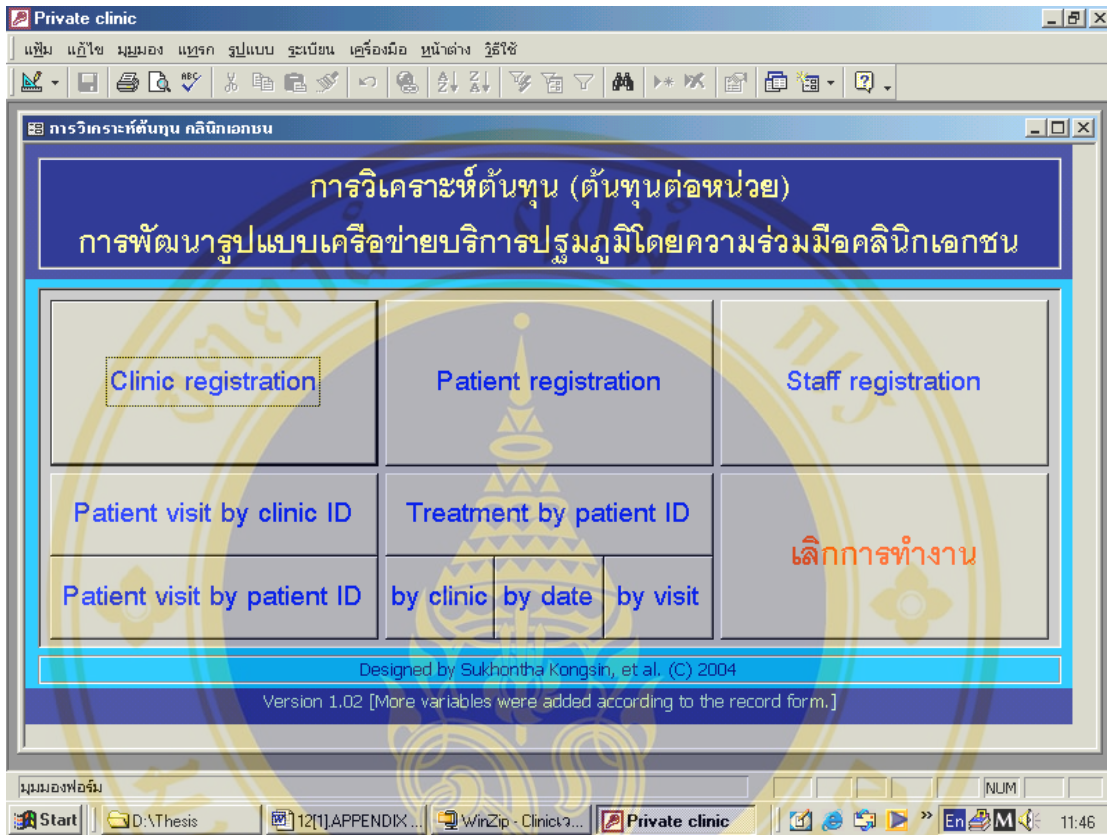 Private clinic
แฟ้ม แก้ไข มุมมอง แทรก รูปแบบ ระเบียน เครื่องมือ หน้าต่าง วิธีใช้
การวิเคราะห์ต้นทุน คลินิกเอกชน
การวิเคราะห์ต้นทุน (ต้นทุนต่อหน่วย)
การพัฒนารูปแบบเครือข่ายบริการปฐมภูมิโดยความร่วมมือคลินิกเอกชน
Clinic registration
Patient registration
Staff registration
Patient visit by clinic ID
Treatment by patient ID
เลิกการทำงาน
Patient visit by patient ID
by clinic
by date
by visit
Designed by Sukhontha Kongsin, et al. (C) 2004
Version 1.02 [More variables were added according to the record form.]
มุมมองฟอร์ม
NUM
Start
D:\Thesis
12[1].APPENDIX ...
WinZip - Clinicเว...
Private clinic
En
M
11:46